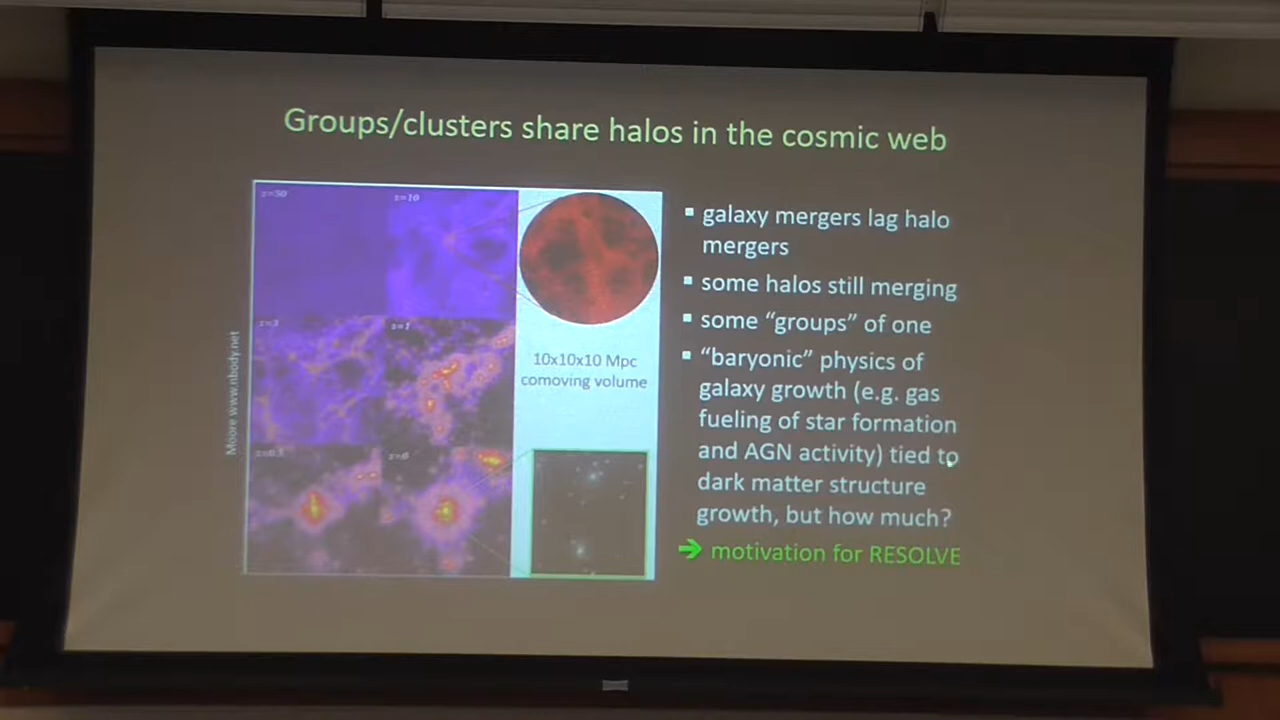 Groups/clusters share halos in the cosmic web
z=50
z=10
z=3
z=1
z=0.5
z=0
10x10x10 Mpc
comoving volume
Moore www.nbody.net
▪ galaxy mergers lag halo
mergers
▪ some halos still merging
▪ some “groups” of one
▪ “baryonic” physics of
galaxy growth (e.g. gas
fueling of star formation
and AGN activity) tied to
dark matter structure
growth, but how much?
➔ motivation for RESOLVE